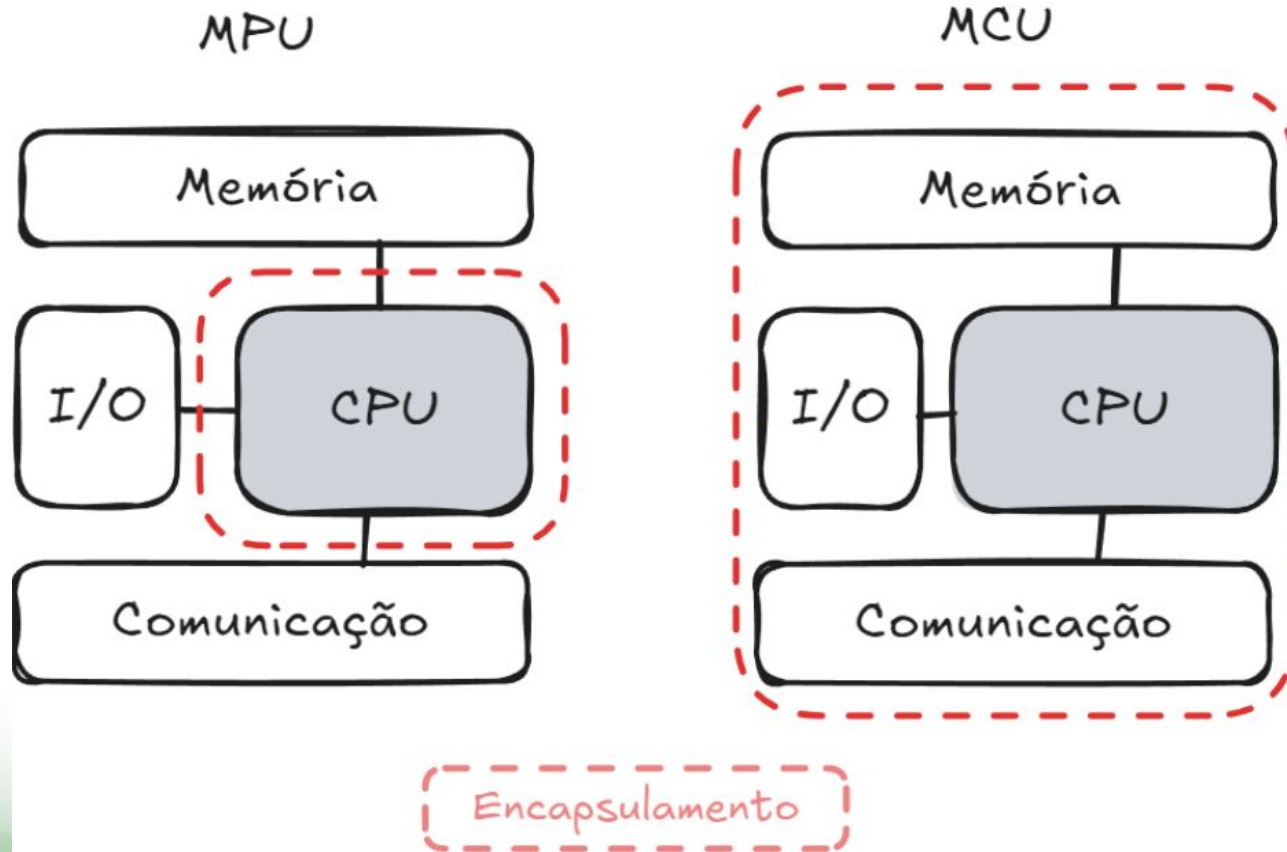 MPU
MCU
Memória
Memória
I/O
CPU
I/O
CPU
Comunicação
Comunicação
Encapsulamento